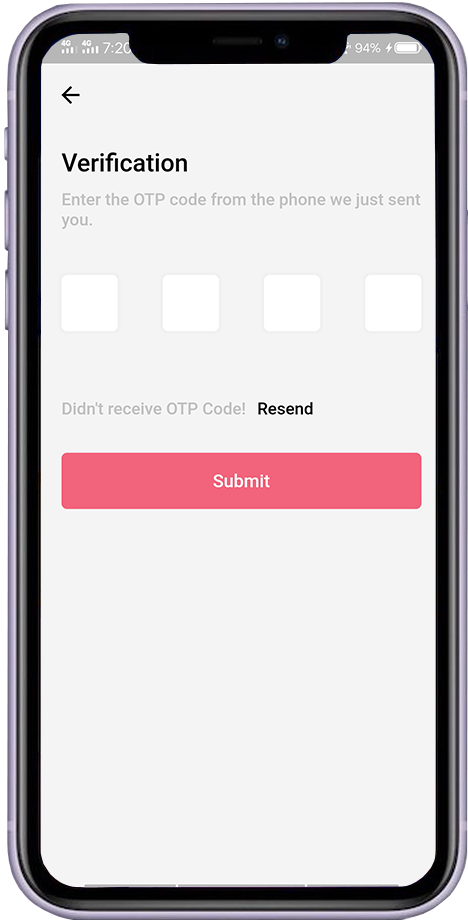 4G 4G 7:20 94%
Verification
Enter the OTP code from the phone we just sent
you.
Didn't receive OTP Code! Resend
Submit